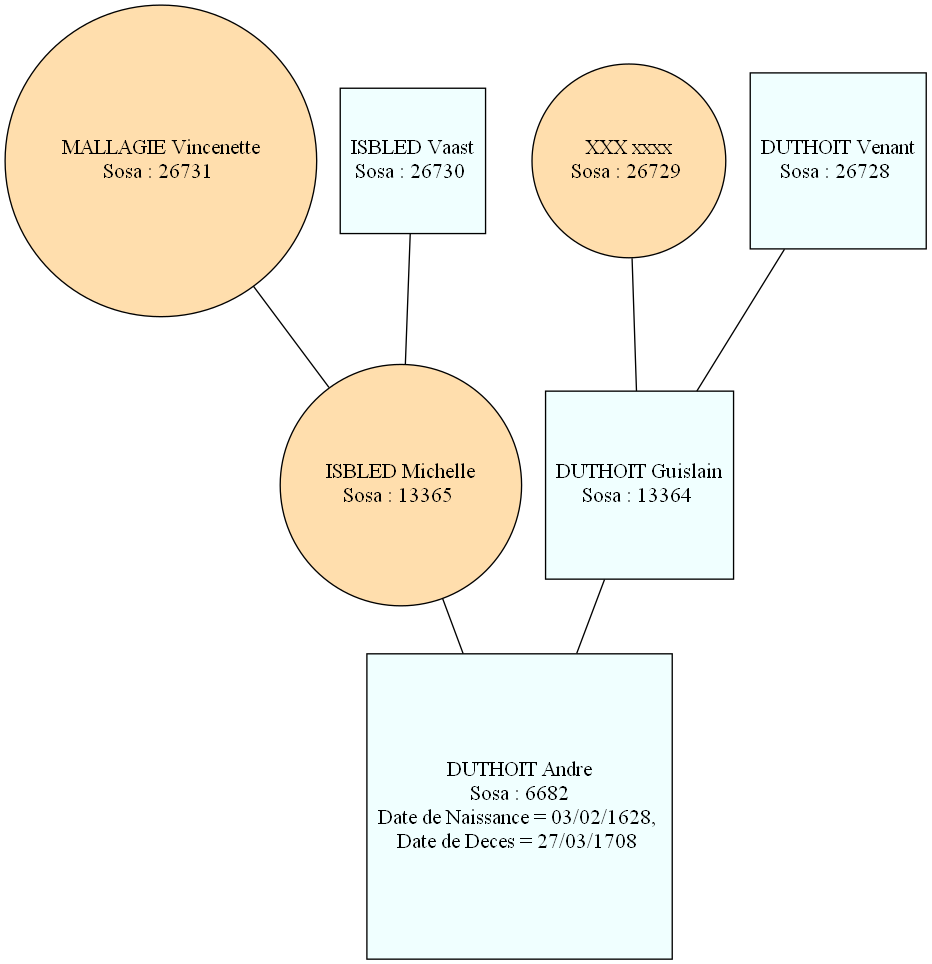 MALLAGIE Vincenette
Sosa : 26731
ISBLED Vaast
Sosa : 26730
XXX xxxx
Sosa : 26729
DUTHOIT Venant
Sosa : 26728
ISBLED Michelle
Sosa : 13365
DUTHOIT Guislain
Sosa : 13364
DUTHOIT Andre
Sosa : 6682
Date de Naissance = 03/02/1628,
Date de Deces = 27/03/1708